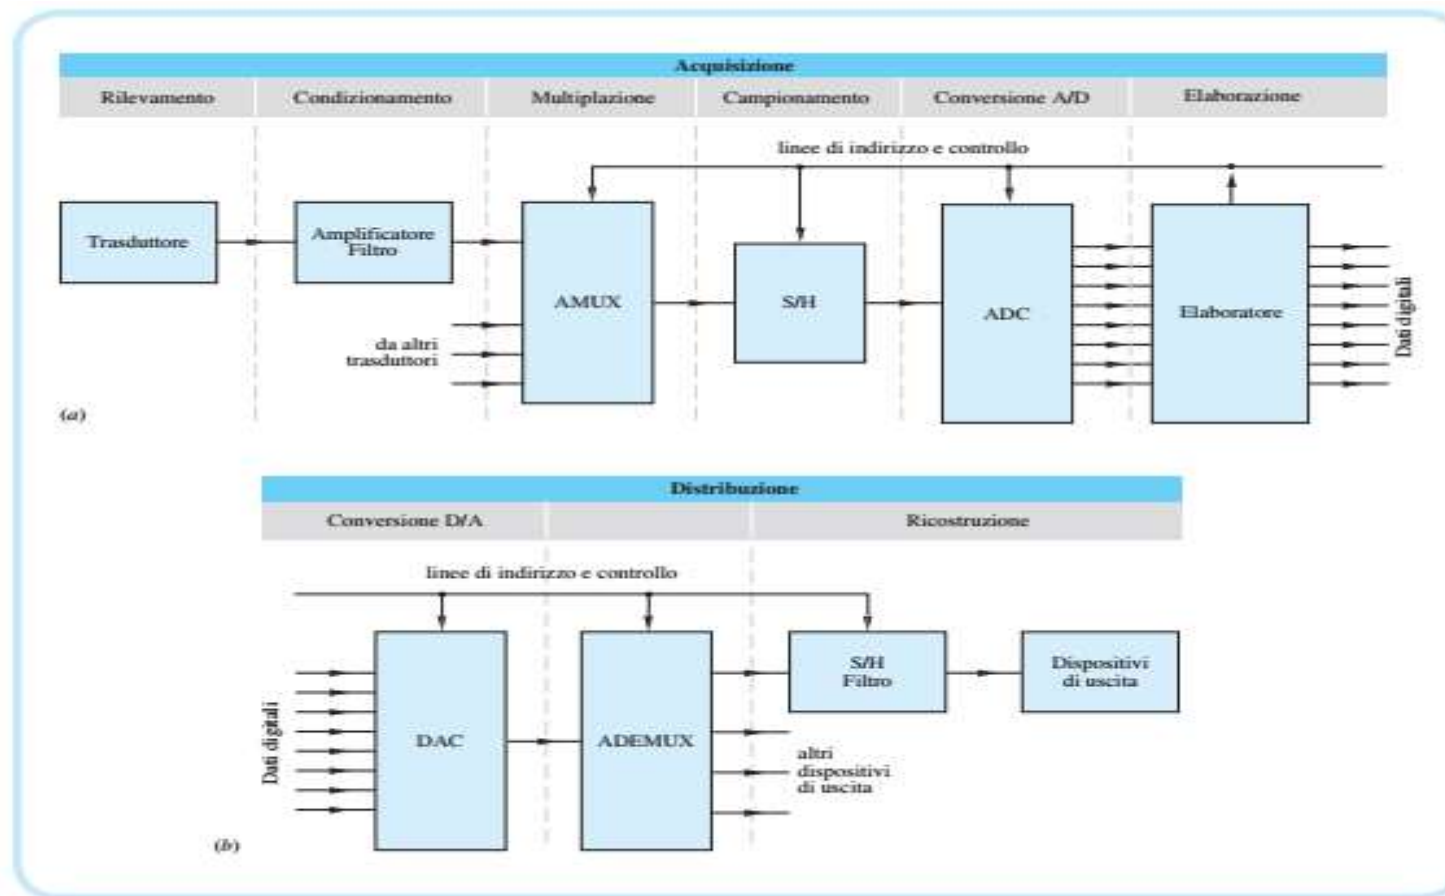 Acquisizione
Rilevamento
Condizionamento
Multiplazione
Campionamento
Conversione A/D
Elaborazione
linee di indirizzo e controllo
Trasduttore
Amplificatore
Filtro
AMUX
S/H
ADC
Elaboratore
Dati digitali
da altri
trasduttori
(a)
Distribuzione
Conversione D/A
Ricostruzione
linee di indirizzo e controllo
Dati digitali
DAC
ADEMUX
S/H
Filtro
Dispositivi
di uscita
altri
dispositivi
di uscita
(b)